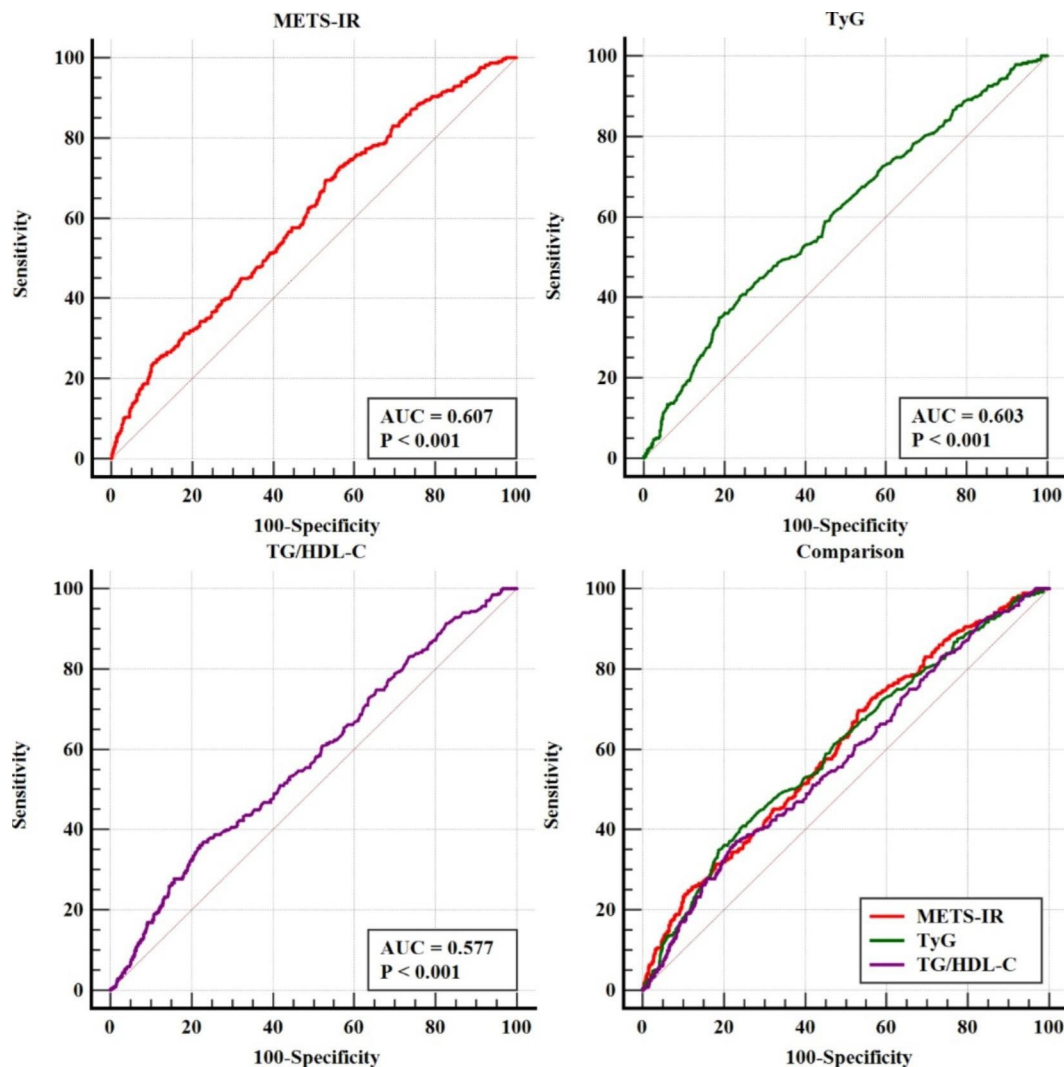 METS-IR
100
80
60
40
20
0
Sensitivity
AUC = 0.607
P < 0.001
0 20 40 60 80 100
100-Specificity
TyG
100
80
60
40
20
0
Sensitivity
AUC = 0.603
P < 0.001
0 20 40 60 80 100
100-Specificity
TG/HDL-C
100
80
60
40
20
0
Sensitivity
AUC = 0.577
P < 0.001
0 20 40 60 80 100
100-Specificity
Comparison
100
80
60
40
20
0
Sensitivity
METS-IR
TyG
TG/HDL-C
0 20 40 60 80 100
100-Specificity